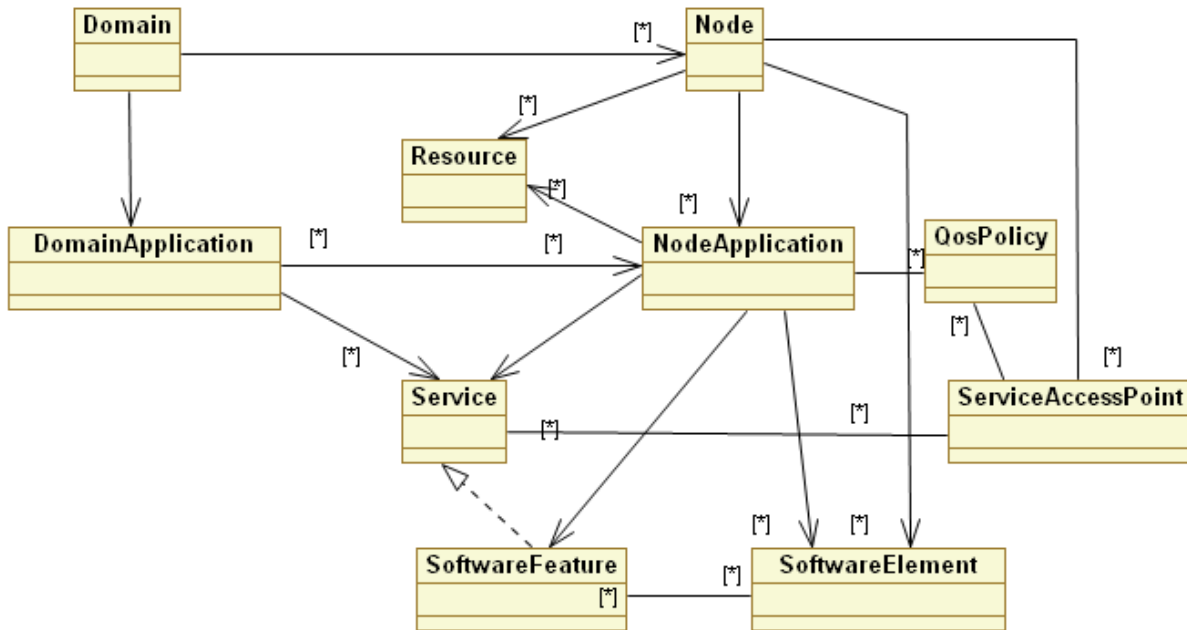 Domain
Node
[*]
[*]
Resource
[*]
[*]
DomainApplication
[*]
[*]
NodeApplication
QosPolicy
[*]
[*]
[*]
[*]
Service
ServiceAccessPoint
[*]
[*]
[*]
[*]
SoftwareFeature
SoftwareElement
[*]
[*]